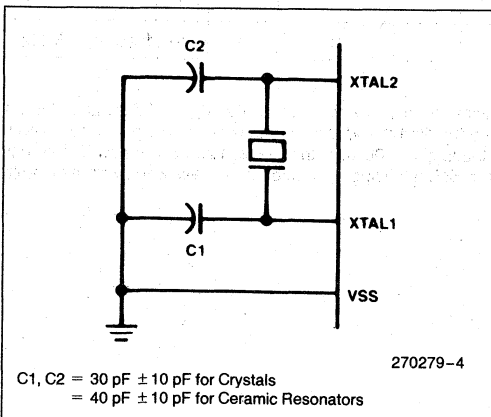 C2
XTAL2
XTAL1
C1
VSS
270279–4
C1, C2 = 30 pF ±10 pF for Crystals
= 40 pF ±10 pF for Ceramic Resonators